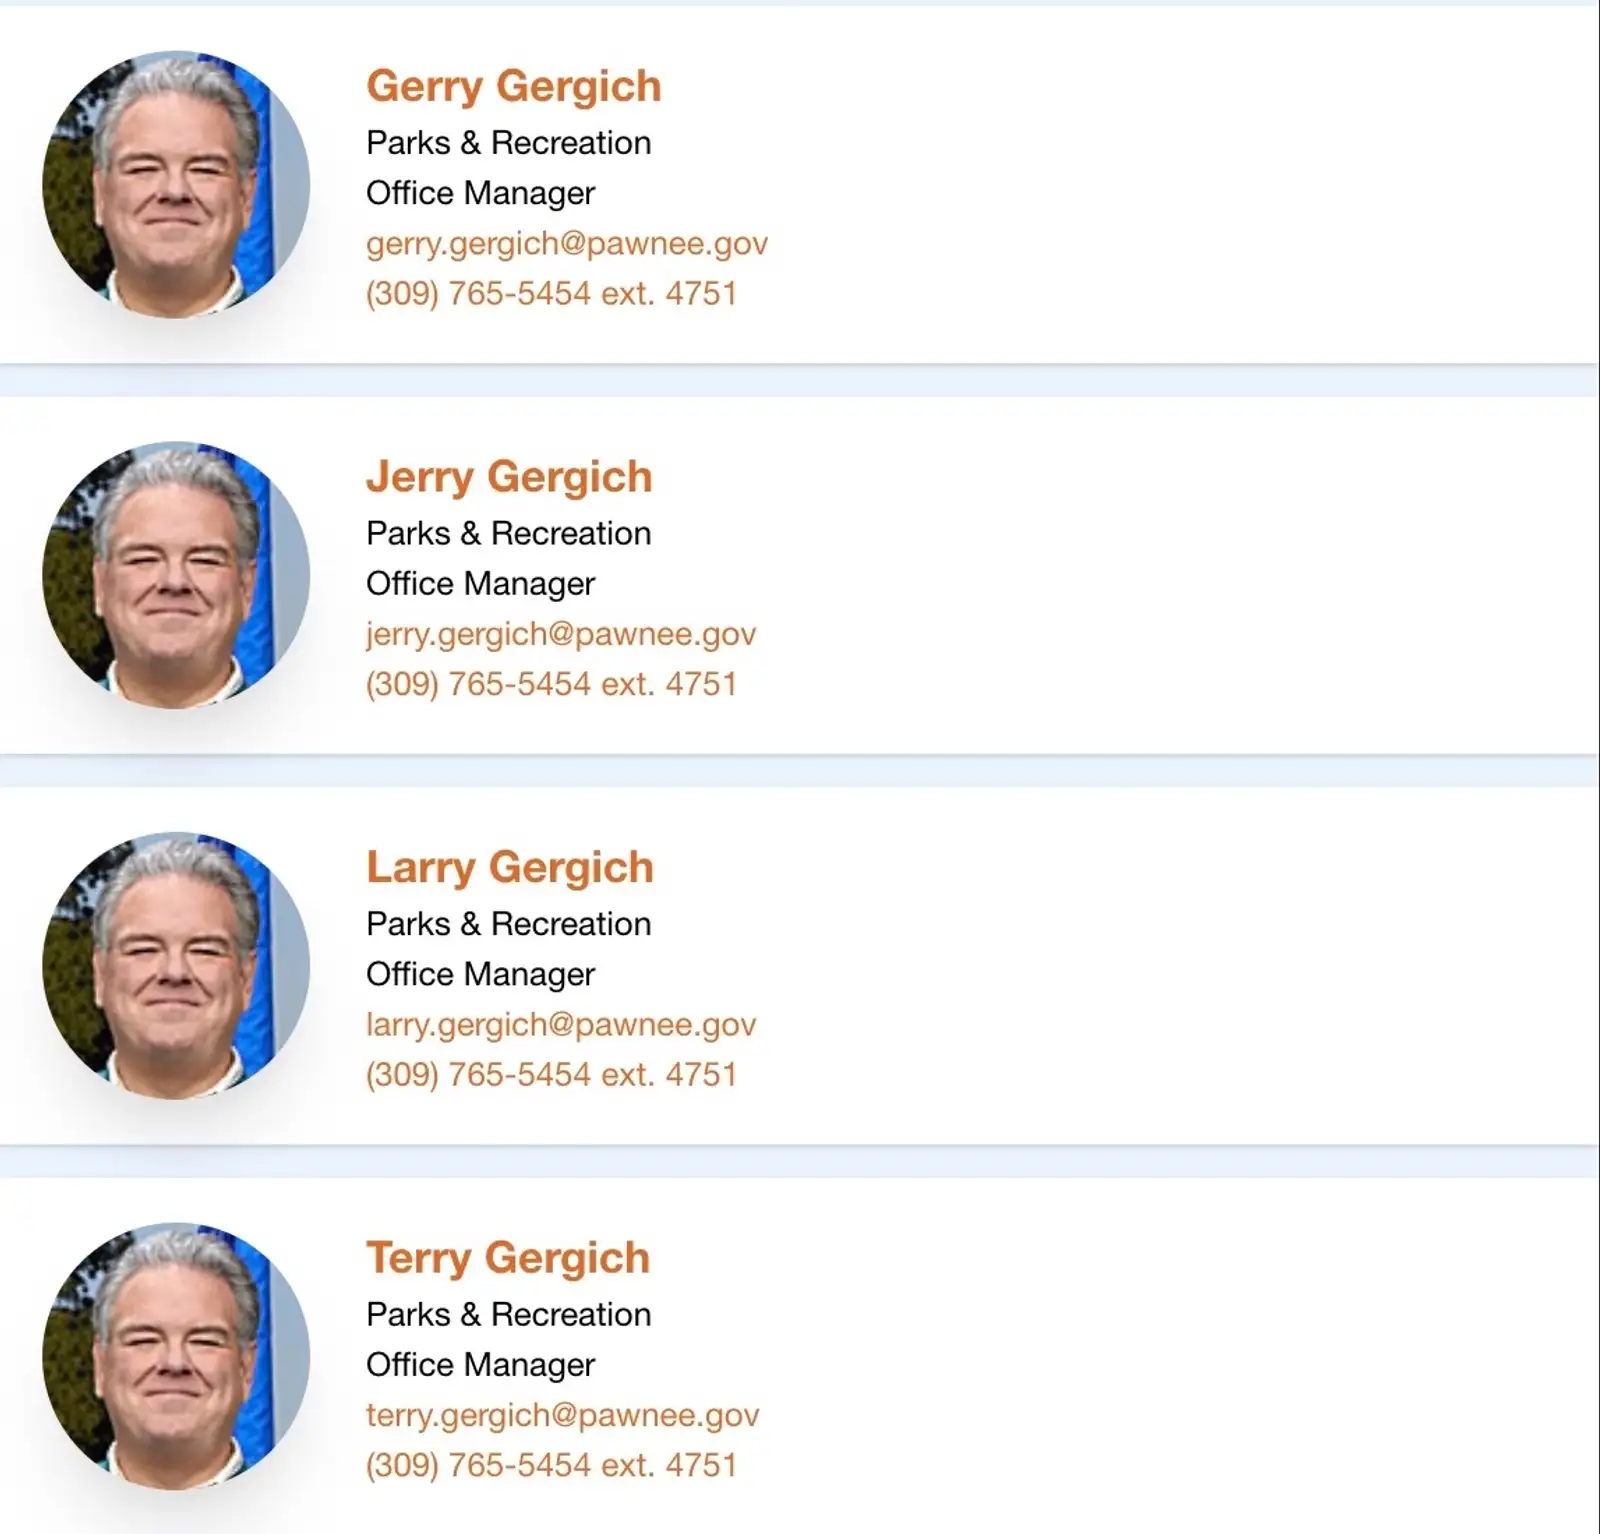 Gerry Gergich
Parks & Recreation
Office Manager
gerry.gergich@pawnee.gov
(309) 765-5454 ext. 4751
Jerry Gergich
Parks & Recreation
Office Manager
jerry.gergich@pawnee.gov
(309) 765-5454 ext. 4751
Larry Gergich
Parks & Recreation
Office Manager
larry.gergich@pawnee.gov
(309) 765-5454 ext. 4751
Terry Gergich
Parks & Recreation
Office Manager
terry.gergich@pawnee.gov
(309) 765-5454 ext. 4751